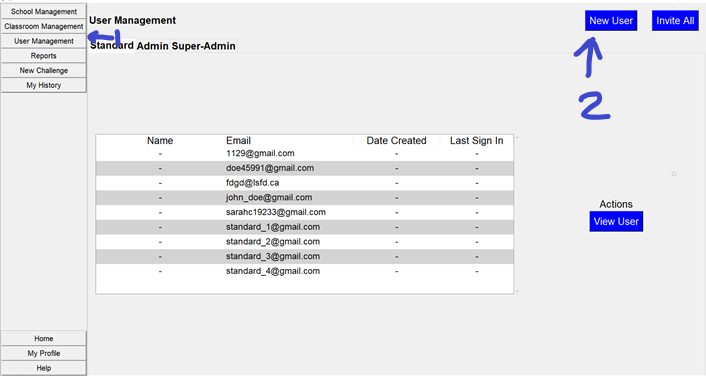 School Management
Classroom Management
User Management
Reports
New Challenge
My History
Home
My Profile
Help
User Management
1
Standard Admin Super-Admin
New User
Invite All
2
Name Email Date Created Last Sign In
- 1129@gmail.com - -
- doe45991@gmail.com - -
- fdgd@lsfd.ca - -
- john_doe@gmail.com - -
- sarahc19233@gmail.com - -
- standard_1@gmail.com - -
- standard_2@gmail.com - -
- standard_3@gmail.com - -
- standard_4@gmail.com - -
Actions
View User